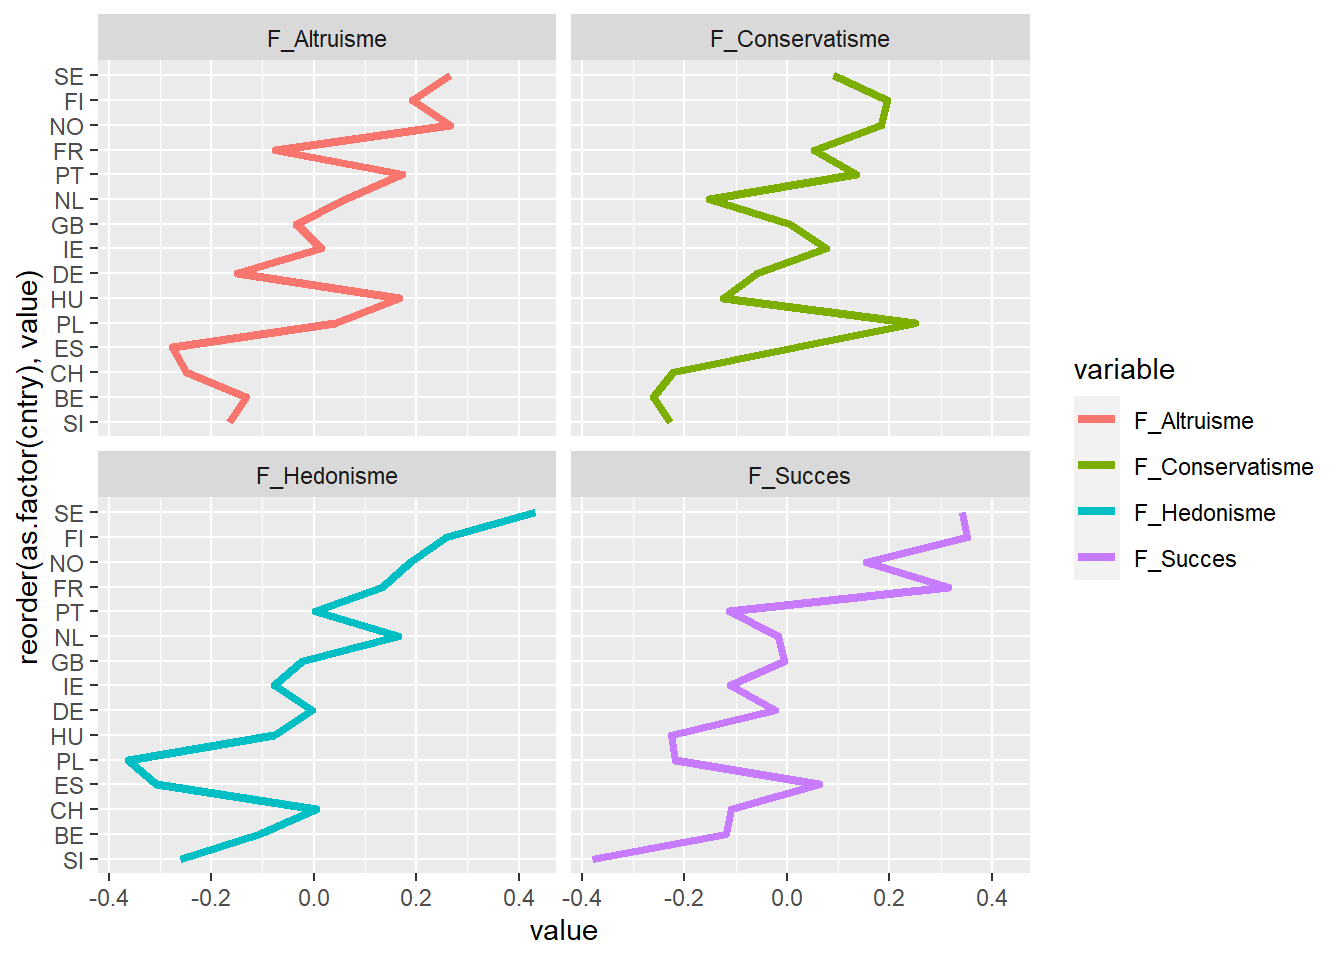 F_Altruisme
F_Conservatisme
SE
FI
NO
FR
PT
NL
GB
IE
DE
HU
PL
ES
CH
BE
SI
F_Hedonisme
F_Succes
SE
FI
NO
FR
PT
NL
GB
IE
DE
HU
PL
ES
CH
BE
SI
-0.4 -0.2 0.0 0.2 0.4
-0.4 -0.2 0.0 0.2 0.4
value
reorder(as.factor(cntry), value)
variable
F_Altruisme
F_Conservatisme
F_Hedonisme
F_Succes